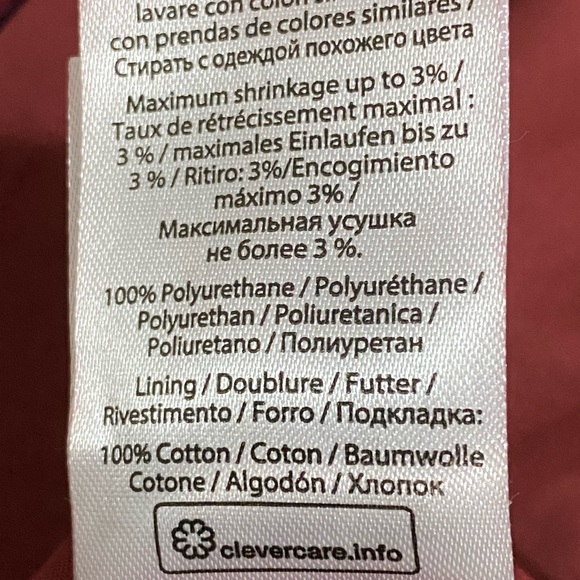 lavare con
con prendas de colores similares /
Стирать с одеждой похожего цвета
Maximum shrinkage up to 3% /
Taux de rétrécissement maximal :
3 % / maximales Einlaufen bis zu
3 % / Ritiro: 3%/Encogimiento
máximo 3% /
Максимальная усушка
не более 3 %.
100% Polyurethane / Polyuréthane /
Polyurethan / Poliuretanica /
Poliuretano / Полиуретан
Lining / Doublure / Futter /
Rivestimento / Forro / Подкладка:
100% Cotton / Coton / Baumwolle
Cotone / Algodón / Хлопок
clevercare.info